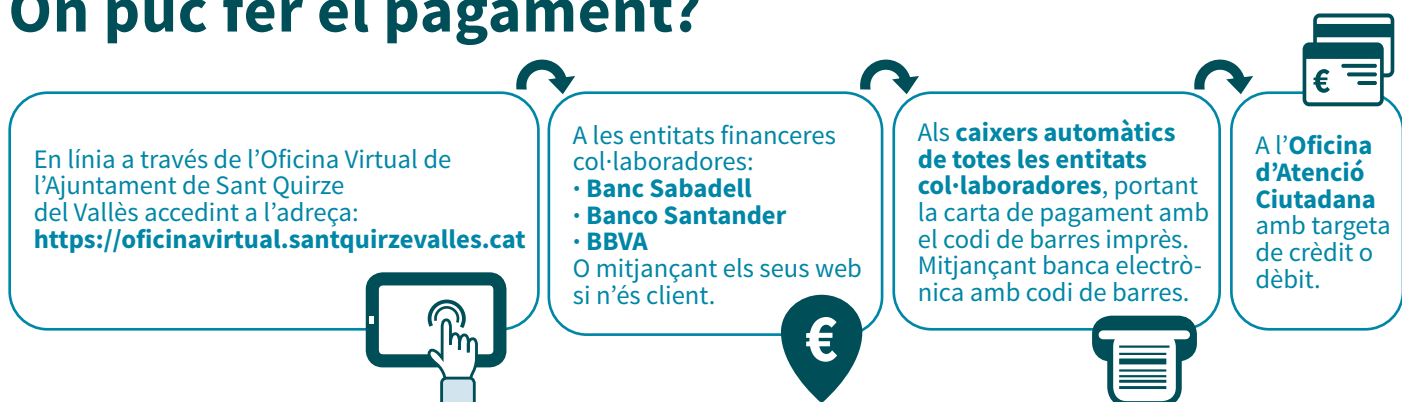 On puc fer el pagament?
En línia a través de l’Oficina Virtual de
l’Ajuntament de Sant Quirze
del Vallès accedint a l’adreça:
https://oficinavirtual.santquirzevalles.cat
A les entitats financeres
col·laboradores:
· Banc Sabadell
· Banco Santander
· BBVA
O mitjançant els seus web
si n’és client.
€
Als caixers automàtics
de totes les entitats
col·laboradores, portant
la carta de pagament amb
el codi de barres imprès.
Mitjançant banca electrò-
nica amb codi de barres.
€
A l’Oficina
d’Atenció
Ciutadana
amb targeta
de crèdit o
dèbit.